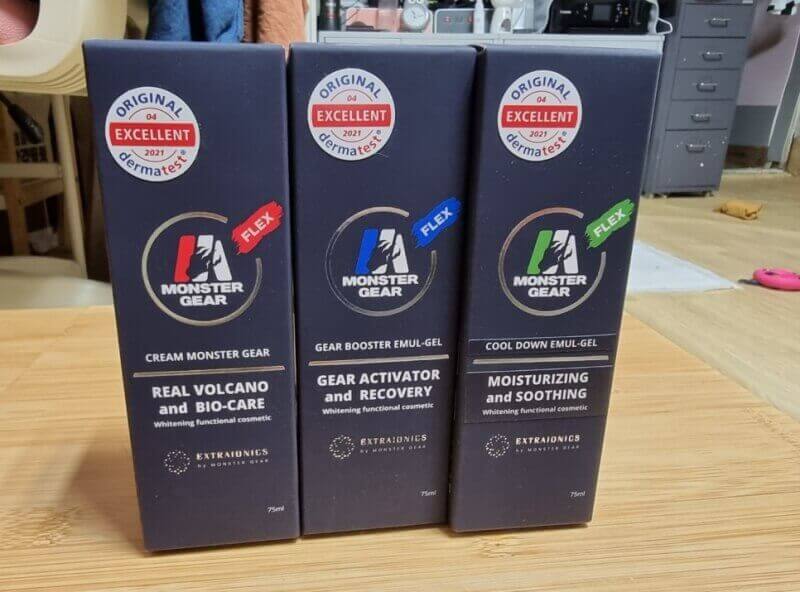 ORIGINAL
04
EXCELLENT
2021
dermatest®
FLEX
MONSTER
GEAR
CREAM MONSTER GEAR
REAL VOLCANO
and BIO-CARE
Whitening functional cosmetic
EXTRAIONICS
by MONSTER GEAR
75ml
ORIGINAL
04
EXCELLENT
2021
dermatest®
FLEX
MONSTER
GEAR
GEAR BOOSTER EMUL-GEL
GEAR ACTIVATOR
and RECOVERY
Whitening functional cosmetic
EXTRAIONICS
by MONSTER GEAR
75ml
ORIGINAL
04
EXCELLENT
2021
dermatest®
FLEX
MONSTER
GEAR
COOL DOWN EMUL-GEL
MOISTURIZING
and SOOTHING
Whitening functional cosmetic
EXTRAIONICS
by MONSTER GEAR
75ml